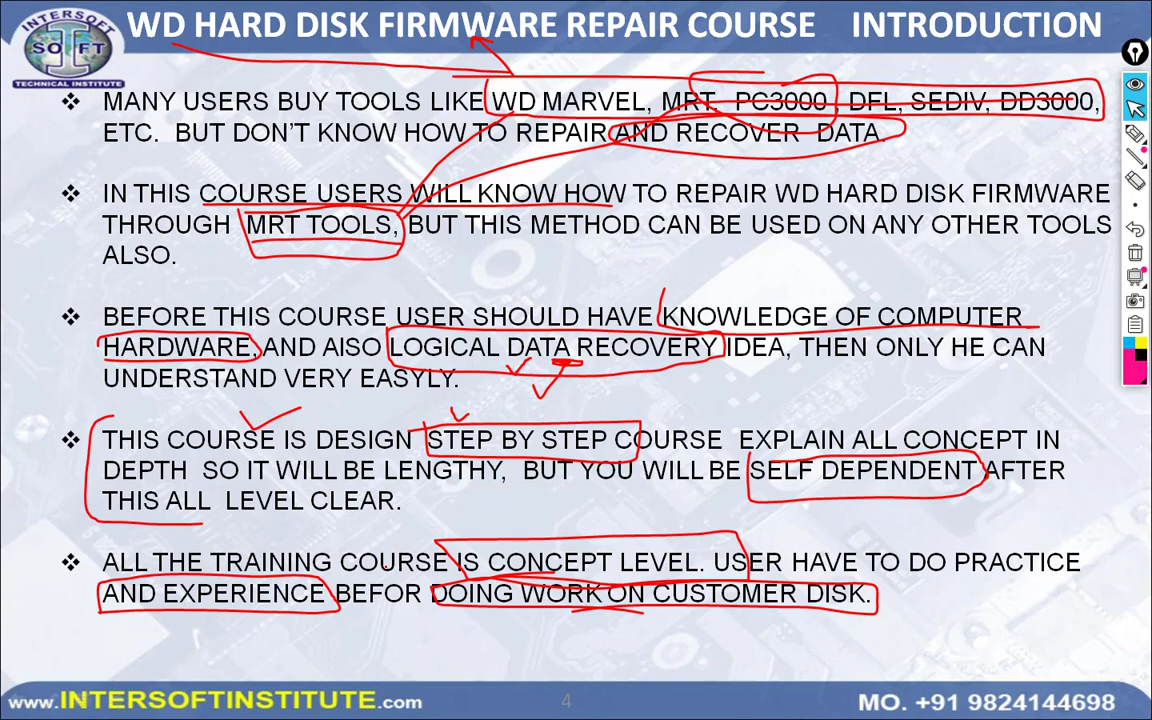 WD HARD DISK FIRMWARE REPAIR COURSE INTRODUCTION
INTERSOFT
SOFT
TECHNICAL INSTITUTE
❖ MANY USERS BUY TOOLS LIKE WD MARVEL, MRT, PC3000 , DFL, SEDIV, DD3000,
ETC. BUT DON'T KNOW HOW TO REPAIR AND RECOVER DATA.
❖ IN THIS COURSE USERS WILL KNOW HOW TO REPAIR WD HARD DISK FIRMWARE
THROUGH MRT TOOLS, BUT THIS METHOD CAN BE USED ON ANY OTHER TOOLS
ALSO.
❖ BEFORE THIS COURSE USER SHOULD HAVE KNOWLEDGE OF COMPUTER
HARDWARE, AND AISO LOGICAL DATA RECOVERY IDEA, THEN ONLY HE CAN
UNDERSTAND VERY EASYLY.
❖ THIS COURSE IS DESIGN STEP BY STEP COURSE EXPLAIN ALL CONCEPT IN
DEPTH SO IT WILL BE LENGTHY, BUT YOU WILL BE SELF DEPENDENT AFTER
THIS ALL LEVEL CLEAR.
❖ ALL THE TRAINING COURSE IS CONCEPT LEVEL. USER HAVE TO DO PRACTICE
AND EXPERIENCE BEFOR DOING WORK ON CUSTOMER DISK.
www.INTERSOFTINSTITUTE.com
4
MO. +91 9824144698